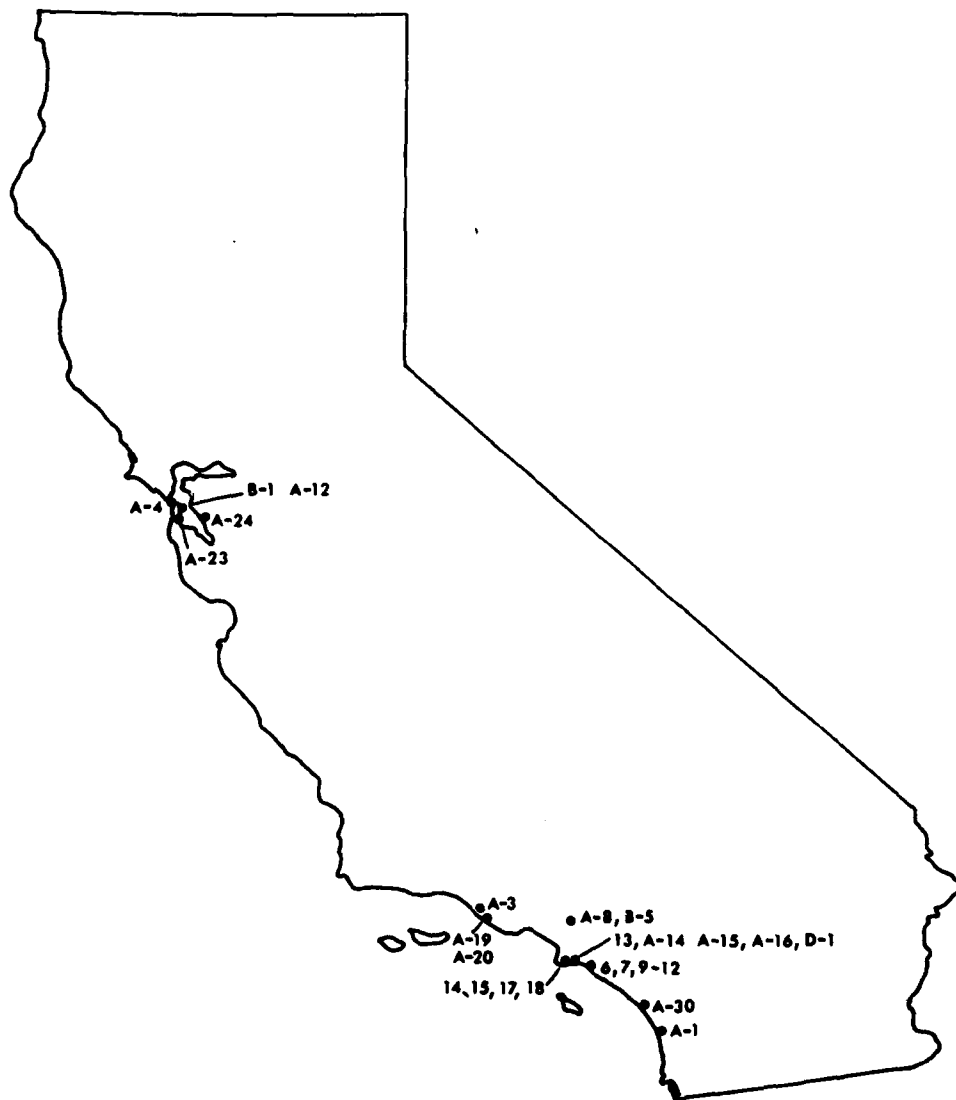 B-1 A-12
A-4
A-24
A-23
A-3
A-8, B-5
A-19
A-20
13, A-14 A-15, A-16, D-1
6, 7, 9-12
14, 15, 17, 18
A-30
A-1